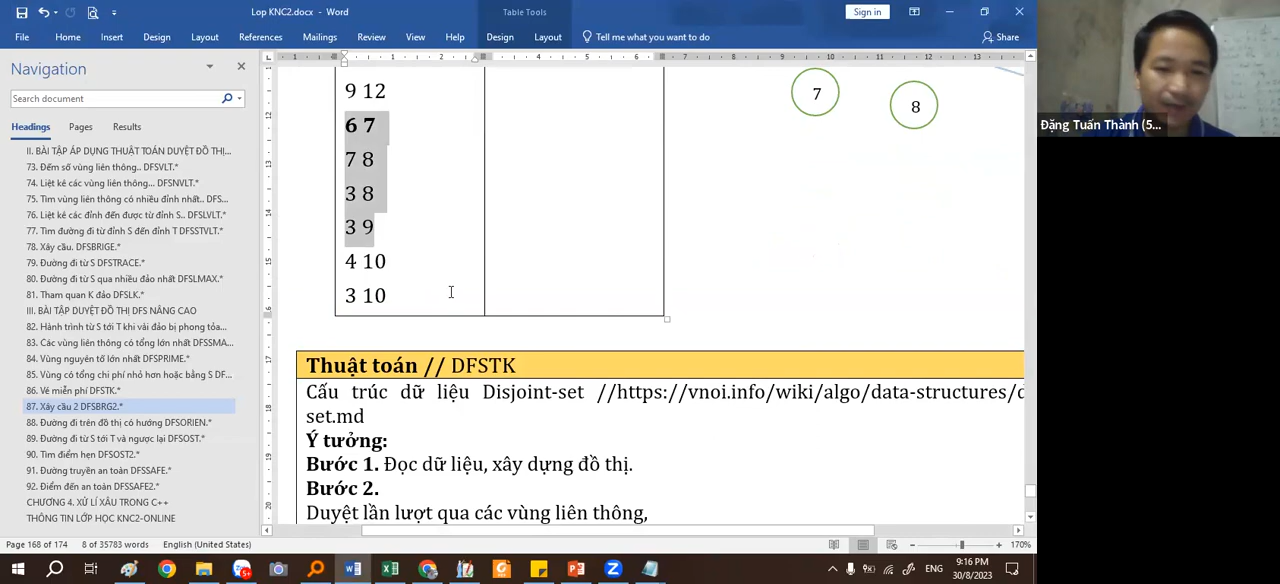 Lop KNC2.docx - Word
Table Tools
Sign in
File
Home
Insert
Design
Layout
References
Mailings
Review
View
Help
Design
Layout
Tell me what you want to do
Share
Navigation
Search document
Headings
Pages
Results
II. BÀI TẬP ÁP DỤNG THUẬT TOÁN DUYỆT ĐỒ THỊ...
73. Đếm số vùng liên thông.. DFSVLT.*
74. Liệt kê các vùng liên thông... DFSNVLT.*
75. Tìm vùng liên thông có nhiều đỉnh nhất.. DFS...
76. Liệt kê các đỉnh đến được từ đỉnh S.. DFSLVLT.*
77. Tìm đường đi từ đỉnh S đến đỉnh T DFSSTVLT.*
78. Xây cầu. DFSBRIGE.*
79. Đường đi từ S DFSTRACE.*
80. Đường đi từ S qua nhiều đảo nhất DFSLMAX.*
81. Tham quan K đảo DFSLK.*
III. BÀI TẬP DUYỆT ĐỒ THỊ DFS NÂNG CAO
82. Hành trình từ S tới T khi vài đảo bị phong tỏa...
83. Các vùng liên thông có tổng lớn nhất DFSSMA...
84. Vùng nguyên tố lớn nhất DFSPRIME.*
85. Vùng có tổng chi phí nhỏ hơn hoặc bằng S DF...
86. Vé miễn phí DFSTK.*
87. Xây cầu 2 DFSBRG2.*
88. Đường đi trên đồ thị có hướng DFSORIEN.*
89. Đường đi từ S tới T và ngược lại DFSOST.*
90. Tìm điểm hẹn DFSOST2.*
91. Đường truyền an toàn DFSSAFE.*
92. Điểm đến an toàn DFSSAFE2.*
CHƯƠNG 4. XỬ LÍ XÂU TRONG C++
THÔNG TIN LỚP HỌC KNC2-ONLINE
9 12
6 7
7 8
3 8
3 9
4 10
3 10
7
8
Thuật toán // DFSTK
Cấu trúc dữ liệu Disjoint-set //https://vnoi.info/wiki/algo/data-structures/d
set.md
Ý tưởng:
Bước 1. Đọc dữ liệu, xây dựng đồ thị.
Bước 2.
Duyệt lần lượt qua các vùng liên thông,
Đặng Tuấn Thành (5...
Page 168 of 174
8 of 35783 words
English (United States)
170%
ENG
9:16 PM
30/8/2023